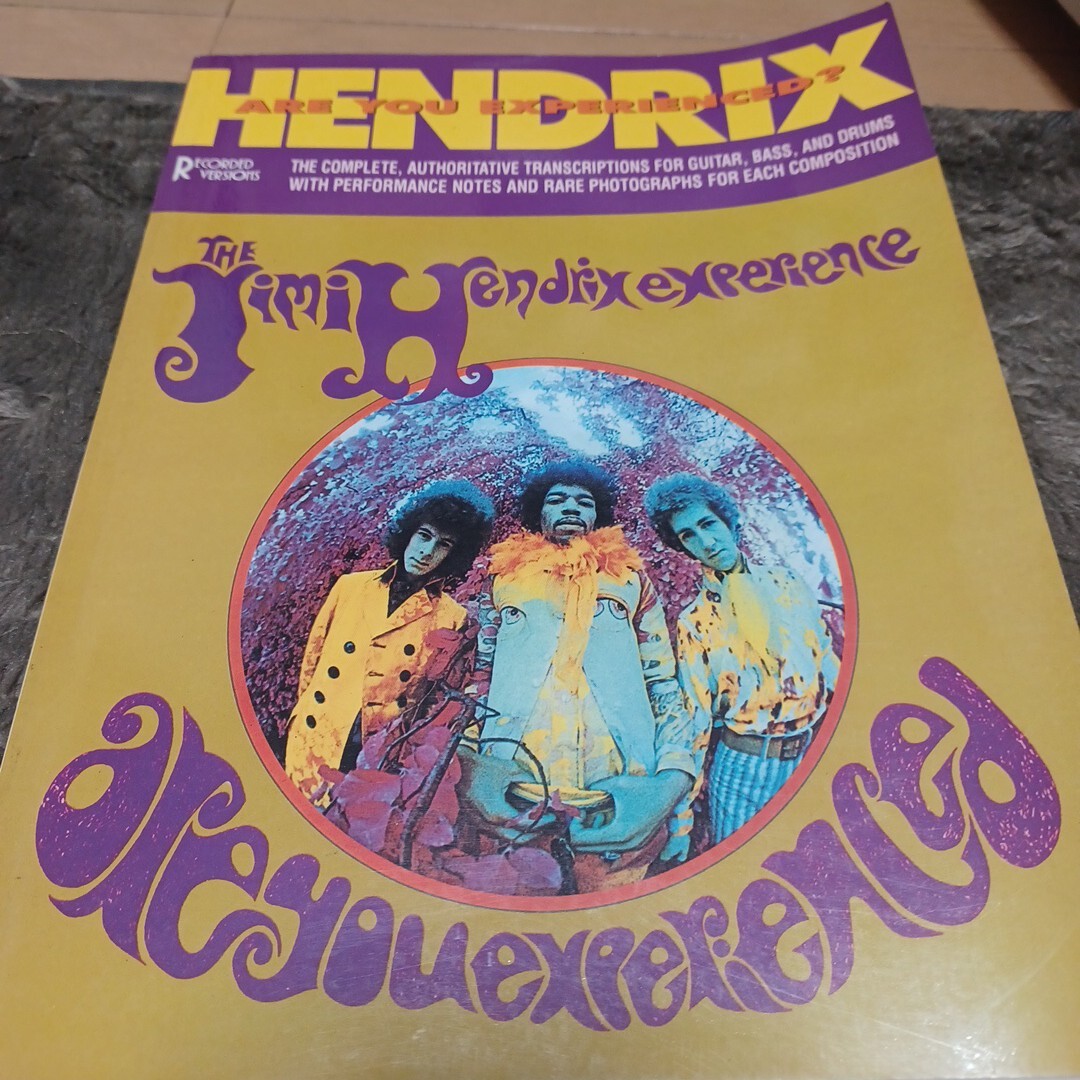 HENDRIX
ARE YOU EXPERIENCED?
RECORDED VERSIONS
THE COMPLETE, AUTHORITATIVE TRANSCRIPTIONS FOR GUITAR, BASS, AND DRUMS
WITH PERFORMANCE NOTES AND RARE PHOTOGRAPHS FOR EACH COMPOSITION
THE
Jimi Hendrix experience
are you experienced